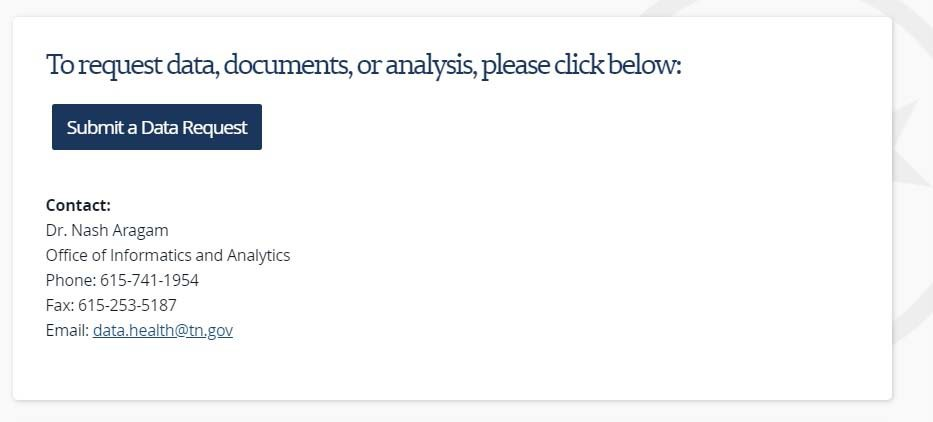 To request data, documents, or analysis, please click below:
Submit a Data Request
Contact:
Dr. Nash Aragam
Office of Informatics and Analytics
Phone: 615-741-1954
Fax: 615-253-5187
Email: data.health@tn.gov